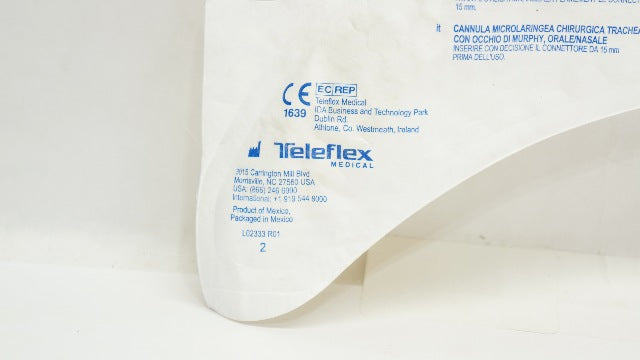 15 mm.
it CANNULA MICROLARINGEA CHIRURGICA TRACHEA
CON OCCHIO DI MURPHY, ORALE/NASALE
INSERIRE CON DECISIONE IL CONNETTORE DA 15 mm
PRIMA DELL'USO.
CE
1639
EC REP
Teleflex Medical
IDA Business and Technology Park
Dublin Rd.
Athlone, Co. Westmeath, Ireland
Teleflex
MEDICAL
3015 Carrington Mill Blvd
Morrisville, NC 27560 USA
USA: (866) 246 6990
International: +1 919 544 8000
Product of Mexico,
Packaged in Mexico
L02333 R01
2